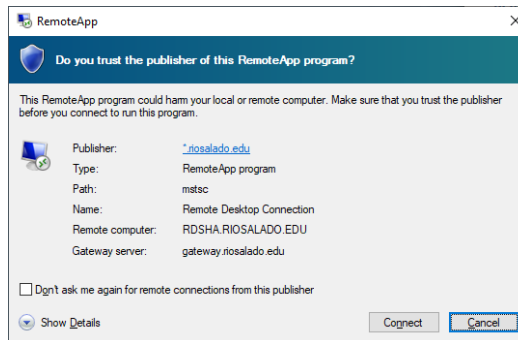 RemoteApp
Do you trust the publisher of this RemoteApp program?
This RemoteApp program could harm your local or remote computer. Make sure that you trust the publisher
before you connect to run this program.
Publisher: *.riosalado.edu
Type: RemoteApp program
Path: mstsc
Name: Remote Desktop Connection
Remote computer: RDSHA.RIOSALADO.EDU
Gateway server: gateway.riosalado.edu
Don't ask me again for remote connections from this publisher
Show Details Connect Cancel